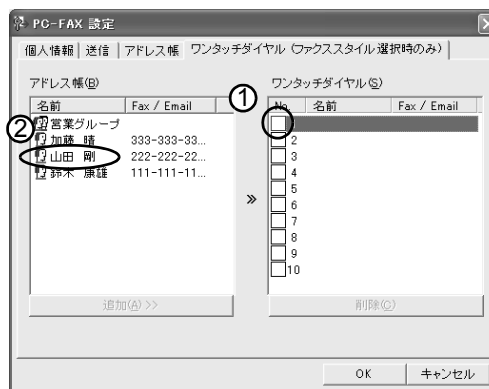 PC-FAX 設定
個人情報 送信 アドレス帳 ワンタッチダイヤル (ファクススタイル選択時のみ)
アドレス帳(B)
名前 Fax / Email
営業グループ
加藤 晴 333-333-33...
山田 剛 222-222-22...
鈴木 康雄 111-111-11...
追加(A) >>
②
»
①
ワンタッチダイヤル(S)
No. 名前 Fax / Email
2
3
4
5
6
7
8
9
10
削除(C)
OK キャンセル